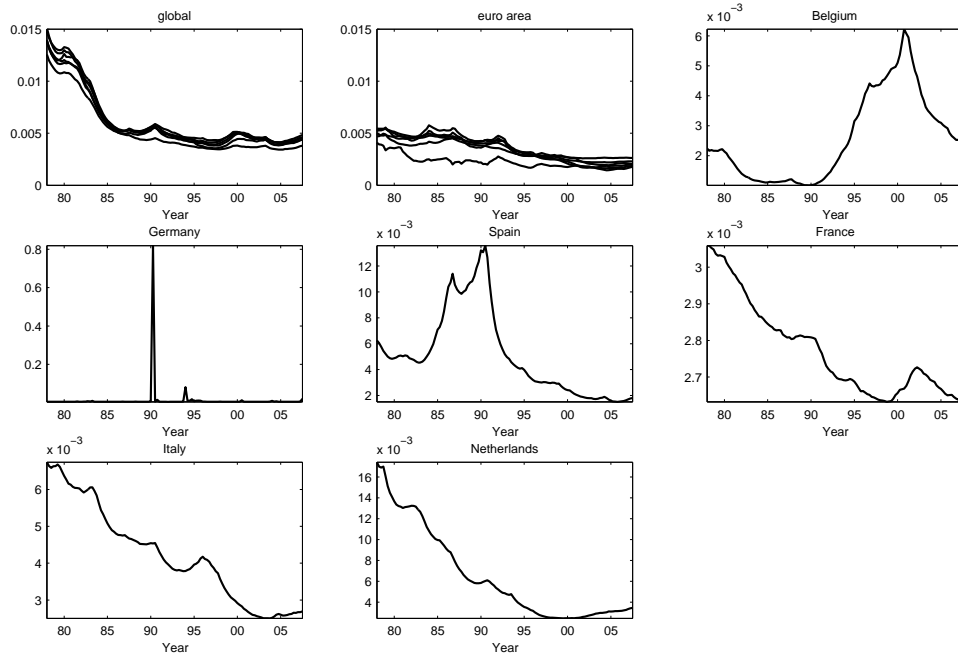 global
0.015
0.01
0.005
0
80 85 90 95 00 05
Year
euro area
0.015
0.01
0.005
0
80 85 90 95 00 05
Year
Belgium
x 10⁻³
6
5
4
3
2
80 85 90 95 00 05
Year
Germany
0.8
0.6
0.4
0.2
80 85 90 95 00 05
Year
Spain
x 10⁻³
12
10
8
6
4
2
80 85 90 95 00 05
Year
France
x 10⁻³
3
2.9
2.8
2.7
80 85 90 95 00 05
Year
Italy
x 10⁻³
6
5
4
3
80 85 90 95 00 05
Year
Netherlands
x 10⁻³
16
14
12
10
8
6
4
80 85 90 95 00 05
Year